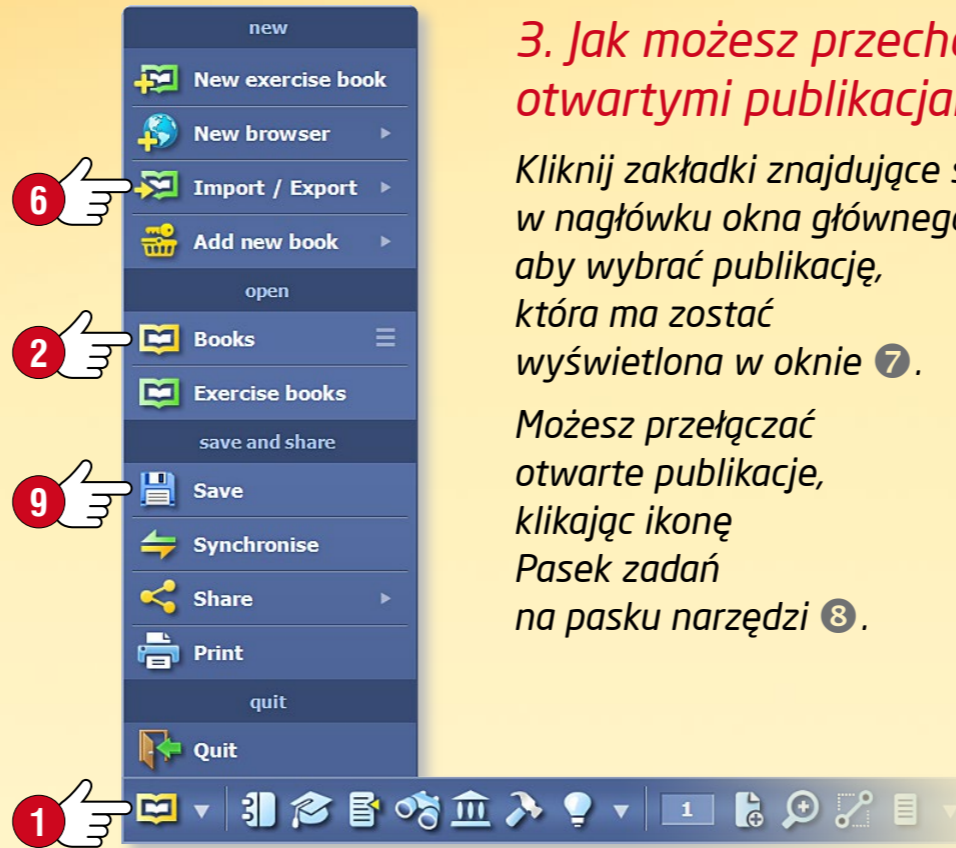 new
New exercise book
New browser
6
Import / Export
Add new book
open
2
Books
Exercise books
save and share
9
Save
Synchronise
Share
Print
quit
Quit
1
1
3. Jak możesz
otwartymi
Kliknij zakładki znajdujące
w nagłówku okna
aby wybrać publikację,
która ma zostać
wyświetlona w oknie 7.
Możesz przełączać
otwarte publikacje,
klikając ikonę
Pasek zadań
na pasku narzędzi 8.